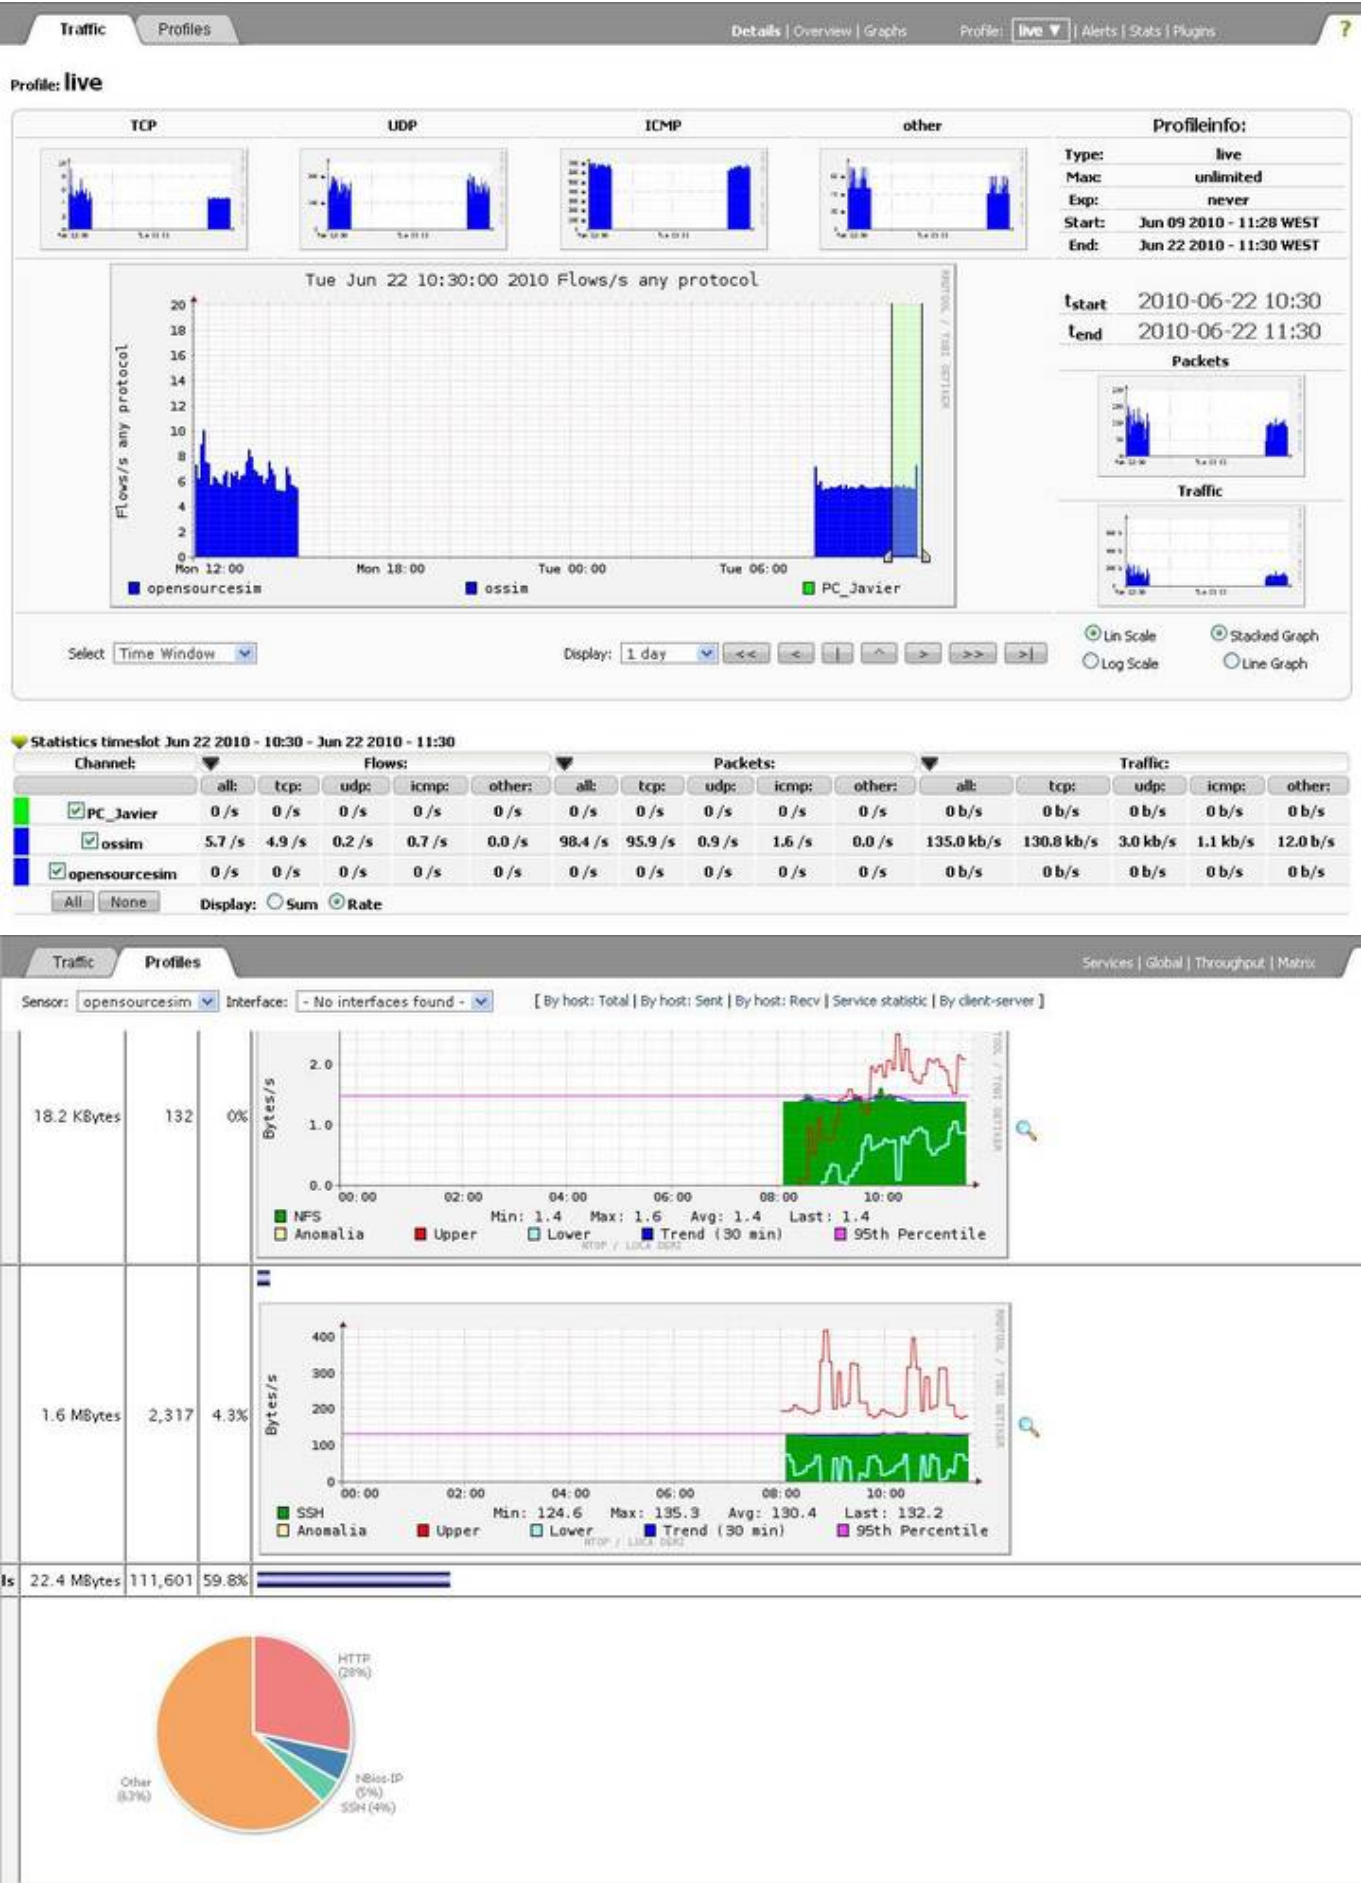 Traffic Profiles Details | Overview | Graphs Profile: live ▼ | Alerts | Stats | Plugins ?
Profile: live
TCP UDP ICMP other Profileinfo:
Type: live
Max: unlimited
Exp: never
Start: Jun 09 2010 - 11:28 WEST
End: Jun 22 2010 - 11:30 WEST
Tue Jun 22 10:30:00 2010 Flows/s any protocol
RRDTOOL / TOBI OETIKER
Flows/s any protocol
20
18
16
14
12
10
8
6
4
2
0
Mon 12:00 Mon 18:00 Tue 00:00 Tue 06:00
opensourcesim ossim PC_Javier
tstart 2010-06-22 10:30
tend 2010-06-22 11:30
Packets
Traffic
Select Time Window Display: 1 day << < | ^ > >> >|
Lin Scale Stacked Graph
Log Scale Line Graph
Statistics timeslot Jun 22 2010 - 10:30 - Jun 22 2010 - 11:30
Channel: Flows: Packets: Traffic:
all: tcp: udp: icmp: other: all: tcp: udp: icmp: other: all: tcp: udp: icmp: other:
PC_Javier 0 /s 0 /s 0 /s 0 /s 0 /s 0 /s 0 /s 0 /s 0 /s 0 /s 0 b/s 0 b/s 0 b/s 0 b/s 0 b/s
ossim 5.7 /s 4.9 /s 0.2 /s 0.7 /s 0.0 /s 98.4 /s 95.9 /s 0.9 /s 1.6 /s 0.0 /s 135.0 kb/s 130.8 kb/s 3.0 kb/s 1.1 kb/s 12.0 b/s
opensourcesim 0 /s 0 /s 0 /s 0 /s 0 /s 0 /s 0 /s 0 /s 0 /s 0 /s 0 b/s 0 b/s 0 b/s 0 b/s 0 b/s
All None Display: Sum Rate
Traffic Profiles Services | Global | Throughput | Matrix
Sensor: opensourcesim Interface: - No interfaces found - [ By host: Total | By host: Sent | By host: Recv | Service statistic | By client-server ]
18.2 KBytes 132 0%
Bytes/s
2.0
1.0
0.0
00:00 02:00 04:00 06:00 08:00 10:00
TOOL / TOBI OETIKER
NFS Min: 1.4 Max: 1.6 Avg: 1.4 Last: 1.4
Anomalia Upper Lower Trend (30 min) 95th Percentile
NTOP / LUCA DERI
1.6 MBytes 2,317 4.3%
Bytes/s
400
300
200
100
0
00:00 02:00 04:00 06:00 08:00 10:00
RRDTOOL / TOBI OETIKER
SSH Min: 124.6 Max: 135.3 Avg: 130.4 Last: 132.2
Anomalia Upper Lower Trend (30 min) 95th Percentile
NTOP / LUCA DERI
ls 22.4 MBytes 111,601 59.8%
HTTP
(28%)
NBios-IP
(5%)
SSH (4%)
Other
(63%)